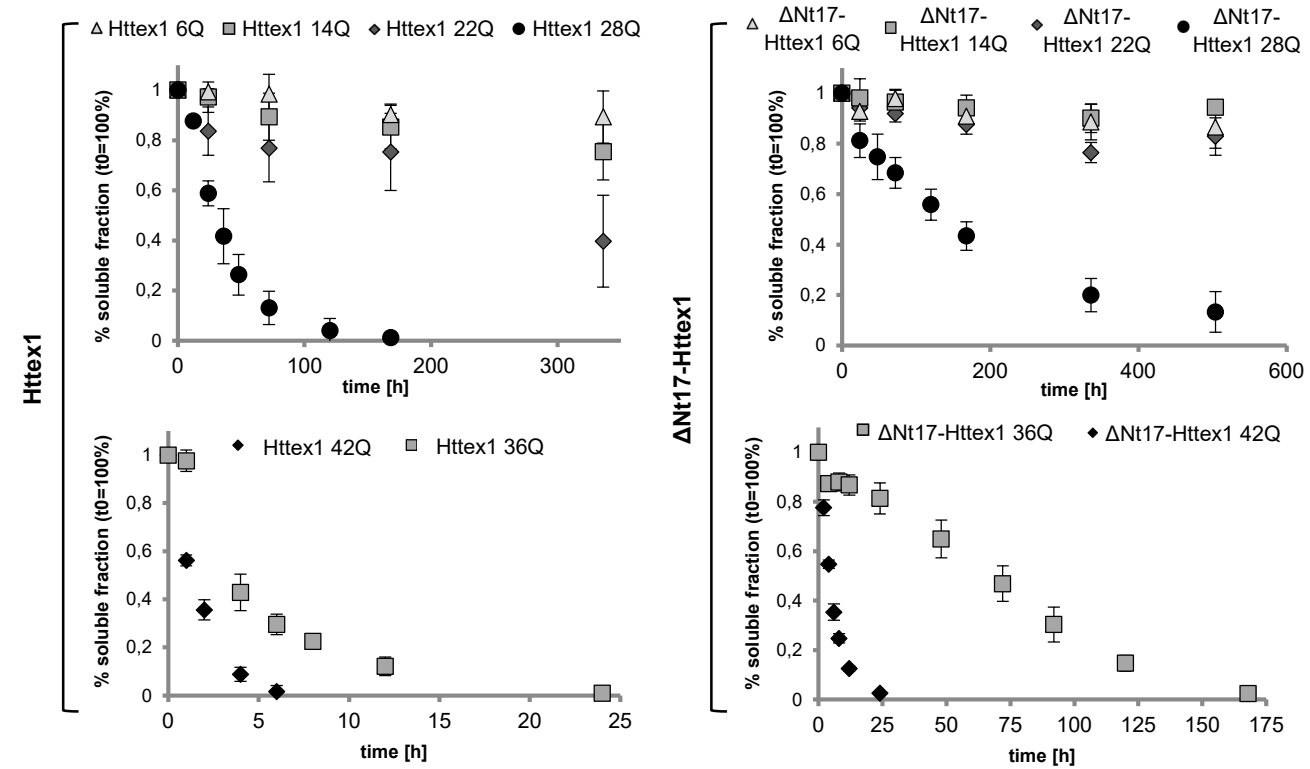 Httex1
Httex1 6Q Httex1 14Q Httex1 22Q Httex1 28Q
% soluble fraction (t0=100%)
1
0,8
0,6
0,4
0,2
0
0 100 200 300
time [h]
Httex1 42Q Httex1 36Q
% soluble fraction (t0=100%)
1
0,8
0,6
0,4
0,2
0
0 5 10 15 20 25
time [h]
ΔNt17-Httex1
ΔNt17- ΔNt17- ΔNt17- ΔNt17-
Httex1 6Q Httex1 14Q Httex1 22Q Httex1 28Q
% soluble fraction (t0=100%)
1
0,8
0,6
0,4
0,2
0
0 200 400 600
time [h]
ΔNt17-Httex1 36Q ΔNt17-Httex1 42Q
% soluble fraction (t0=100%)
1
0,8
0,6
0,4
0,2
0
0 25 50 75 100 125 150 175
time [h]